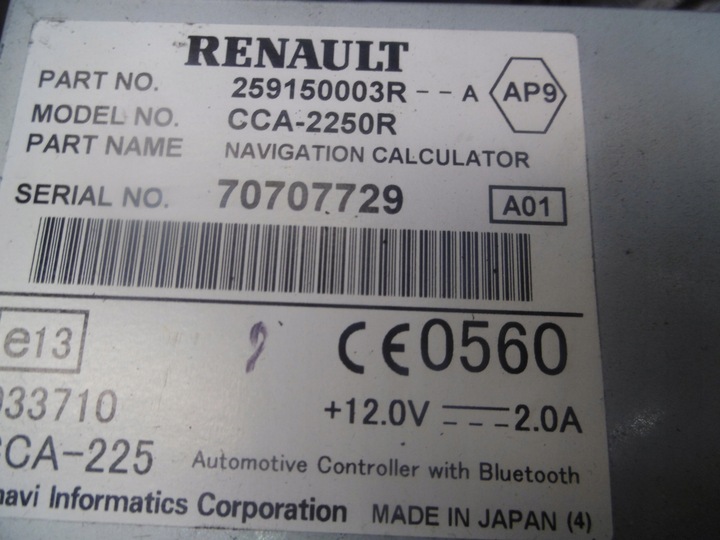 RENAULT
PART NO. 259150003R - - A AP9
MODEL NO. CCA-2250R
PART NAME NAVIGATION CALCULATOR
SERIAL NO. 70707729 A01
e13 CE0560
033710 +12.0V 2.0A
CCA-225 Automotive Controller with Bluetooth
navi Informatics Corporation MADE IN JAPAN (4)